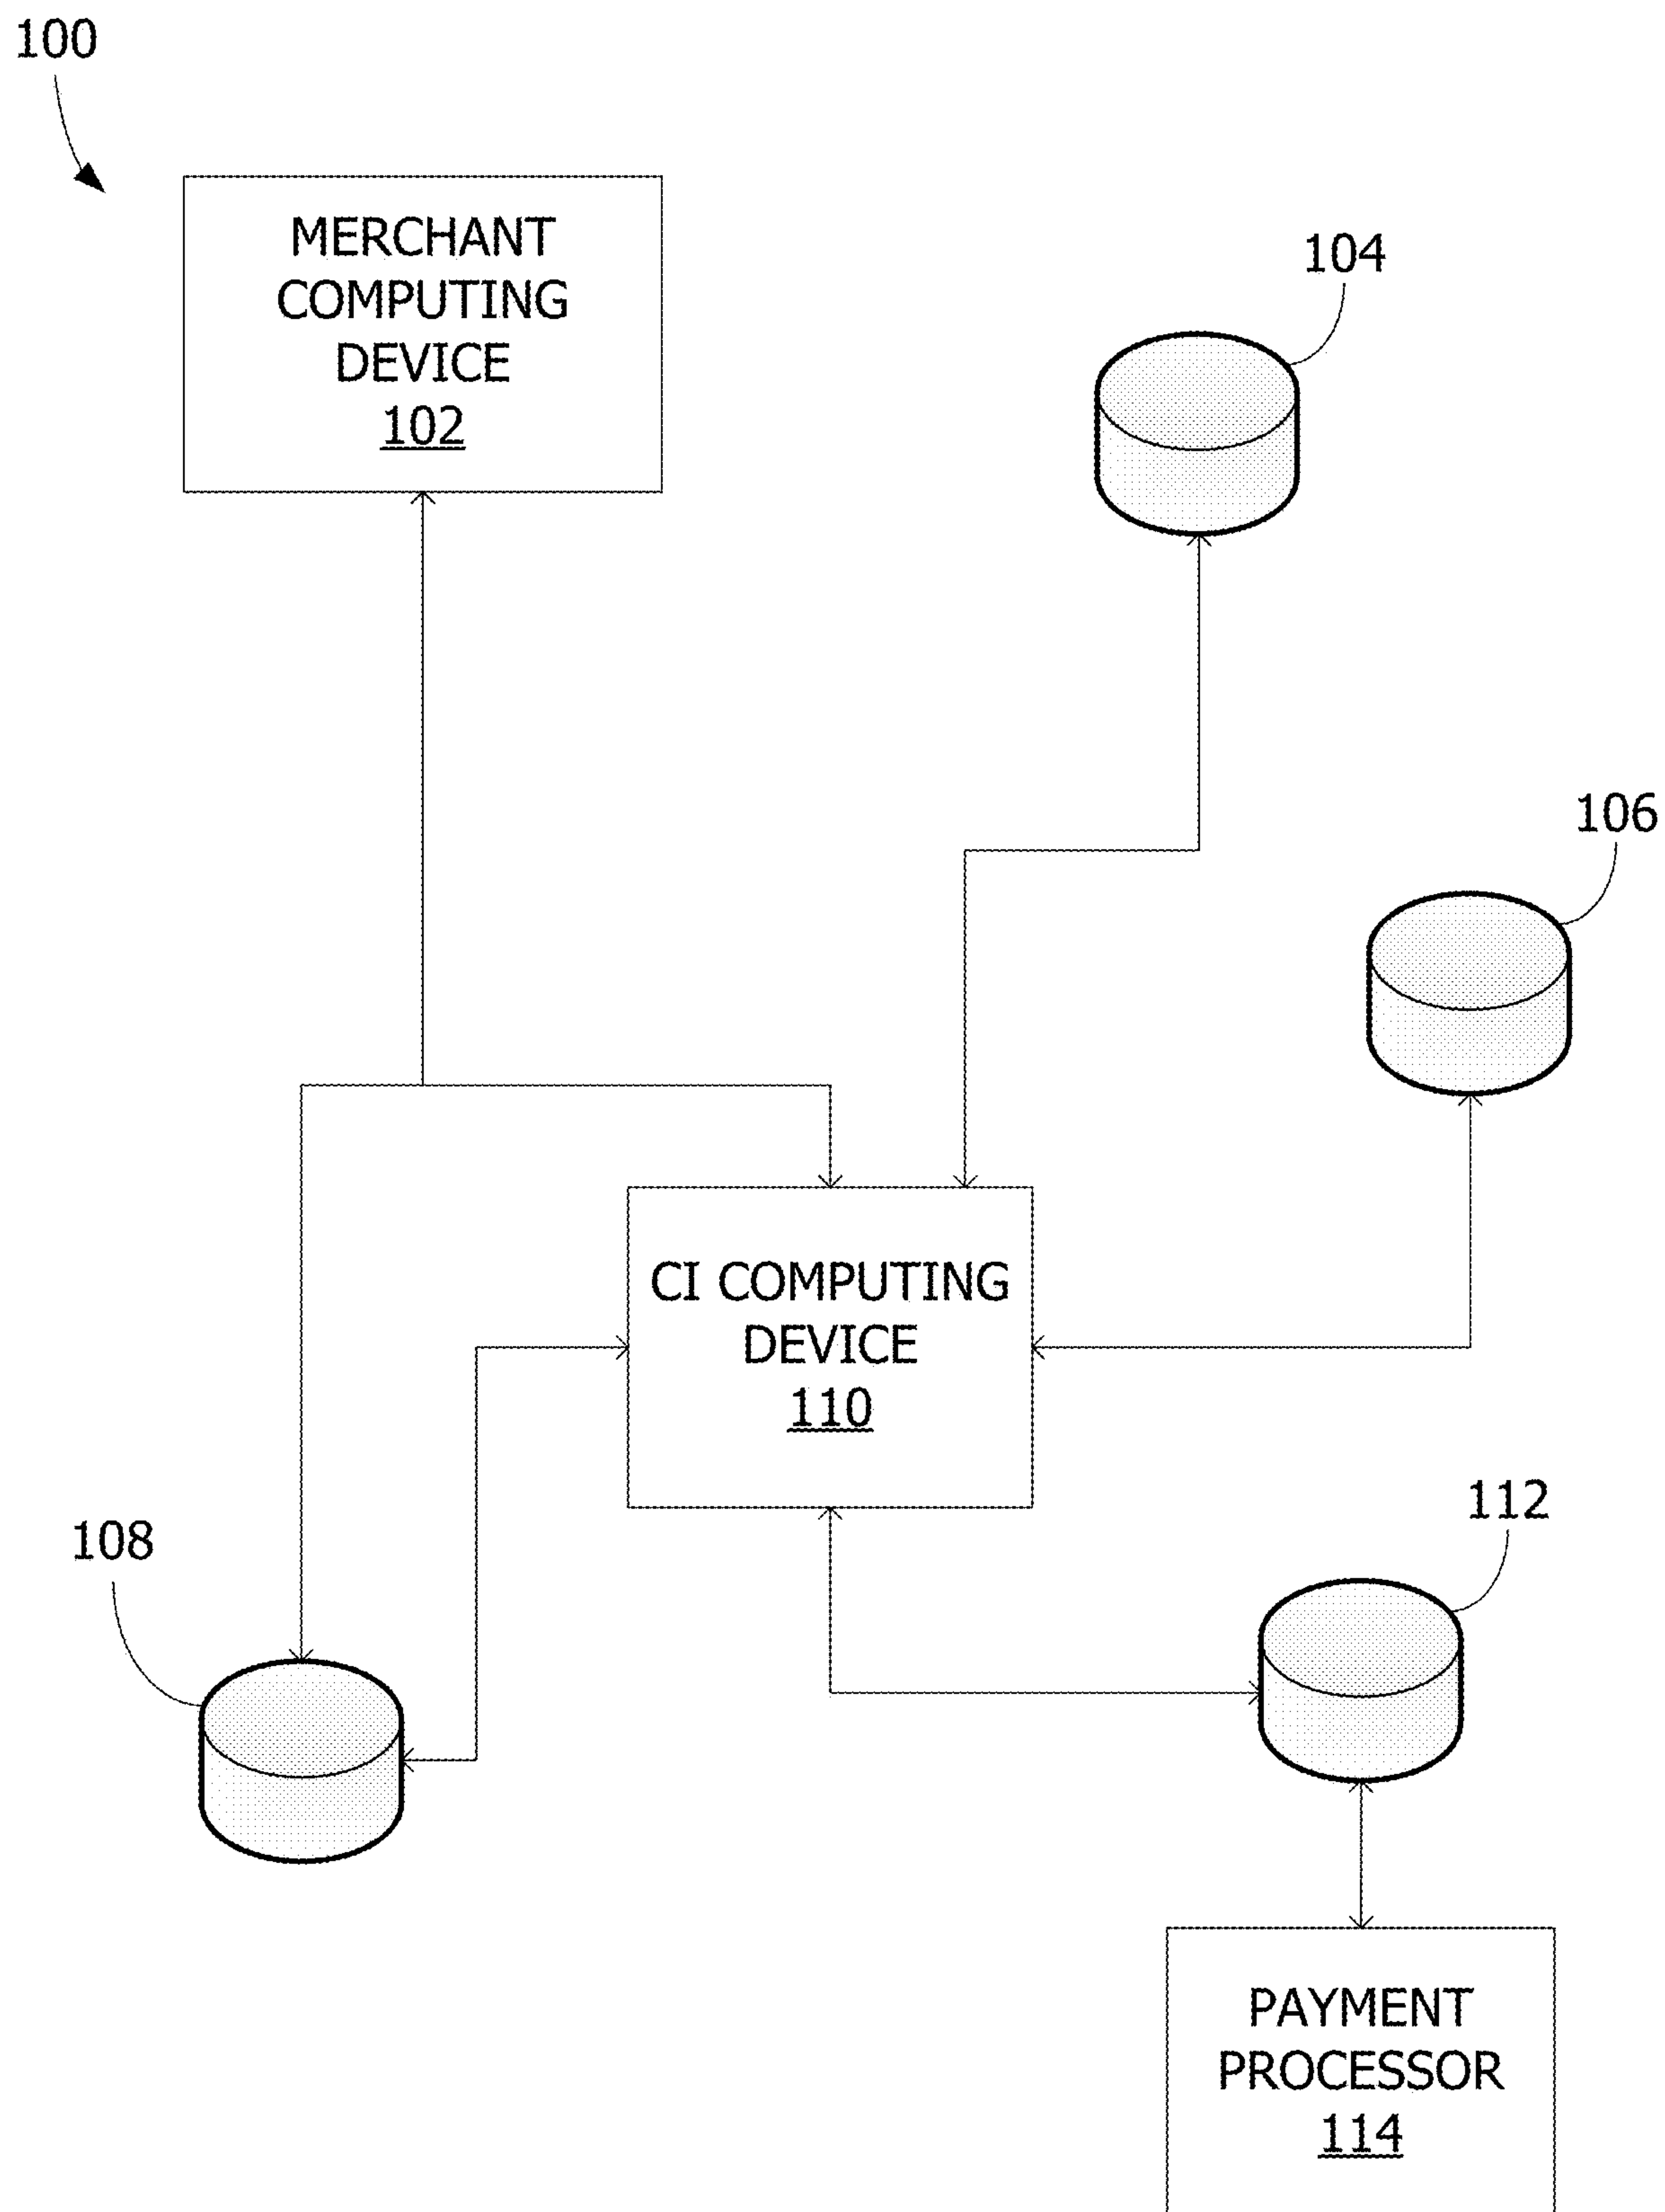 100
MERCHANT
COMPUTING
DEVICE
102
104
106
CI COMPUTING
DEVICE
110
108
112
PAYMENT
PROCESSOR
114